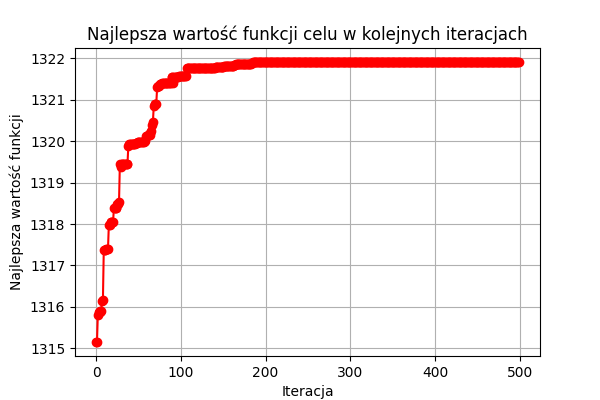 Najlepsza wartość funkcji celu w kolejnych iteracjach
1322
1321
1320
1319
1318
1317
1316
1315
Najlepsza wartość funkcji
0 100 200 300 400 500
Iteracja